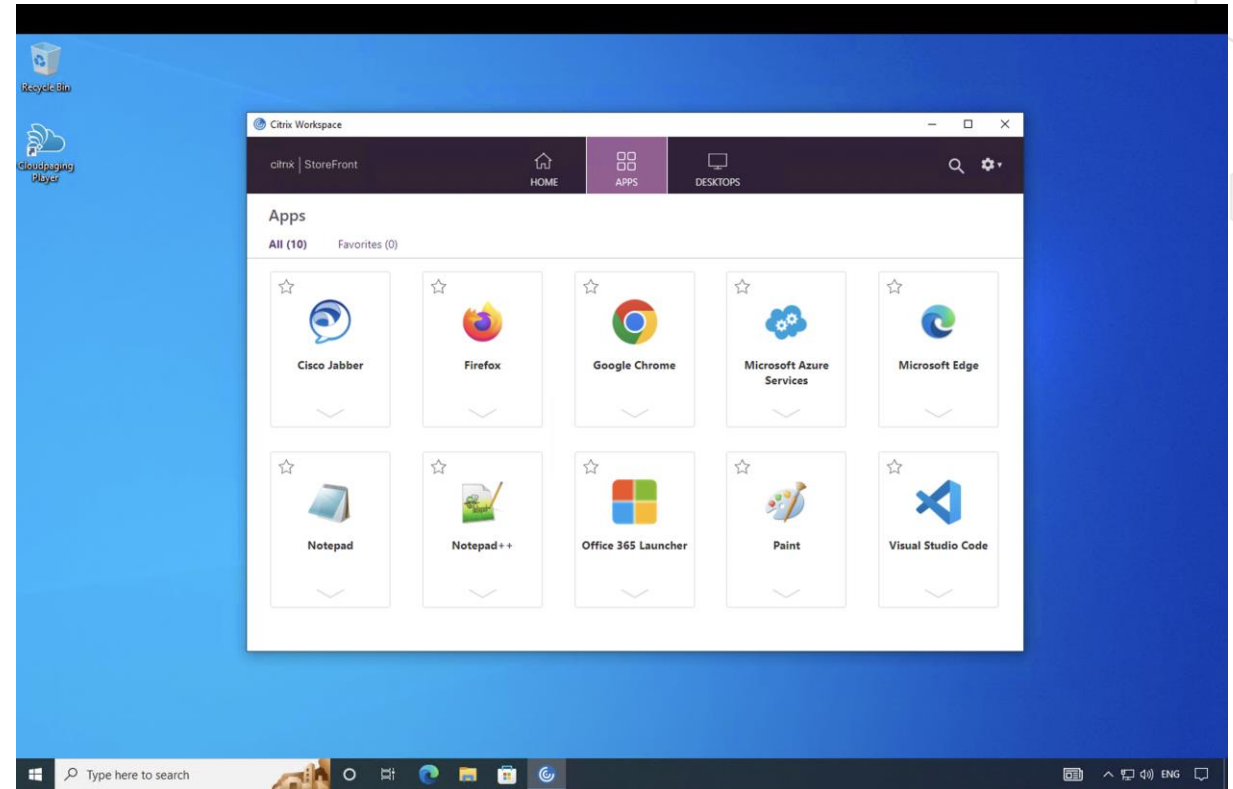 Recycle Bin
Cloudpaging
Player
Citrix Workspace
citrix | StoreFront
HOME
APPS
DESKTOPS
Apps
All (10)
Favorites (0)
Cisco Jabber
Firefox
Google Chrome
Microsoft Azure
Services
Microsoft Edge
Notepad
Notepad++
Office 365 Launcher
Paint
Visual Studio Code
Type here to search
ENG